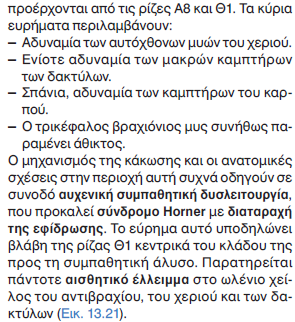 προέρχονται από τις ρίζες Α8 και Θ1. Τα κύρια
ευρήματα περιλαμβάνουν:
– Αδυναμία των αυτόχθονων μυών του χεριού.
– Ενίοτε αδυναμία των μακρών καμπτήρων
των δακτύλων.
– Σπάνια, αδυναμία των καμπτήρων του καρ-
πού.
– Ο τρικέφαλος βραχιόνιος μυς συνήθως πα-
ραμένει άθικτος.
Ο μηχανισμός της κάκωσης και οι ανατομικές
σχέσεις στην περιοχή αυτή συχνά οδηγούν σε
συνοδό αυχενική συμπαθητική δυσλειτουργία,
που προκαλεί σύνδρομο Horner με διαταραχή
της εφίδρωσης. Το εύρημα αυτό υποδηλώνει
βλάβη της ρίζας Θ1 κεντρικά του κλάδου της
προς τη συμπαθητική άλυσο. Παρατηρείται
πάντοτε αισθητικό έλλειμμα στο ωλένιο χεί-
λος του αντιβραχίου, του χεριού και των δα-
κτύλων (Εικ. 13.21).